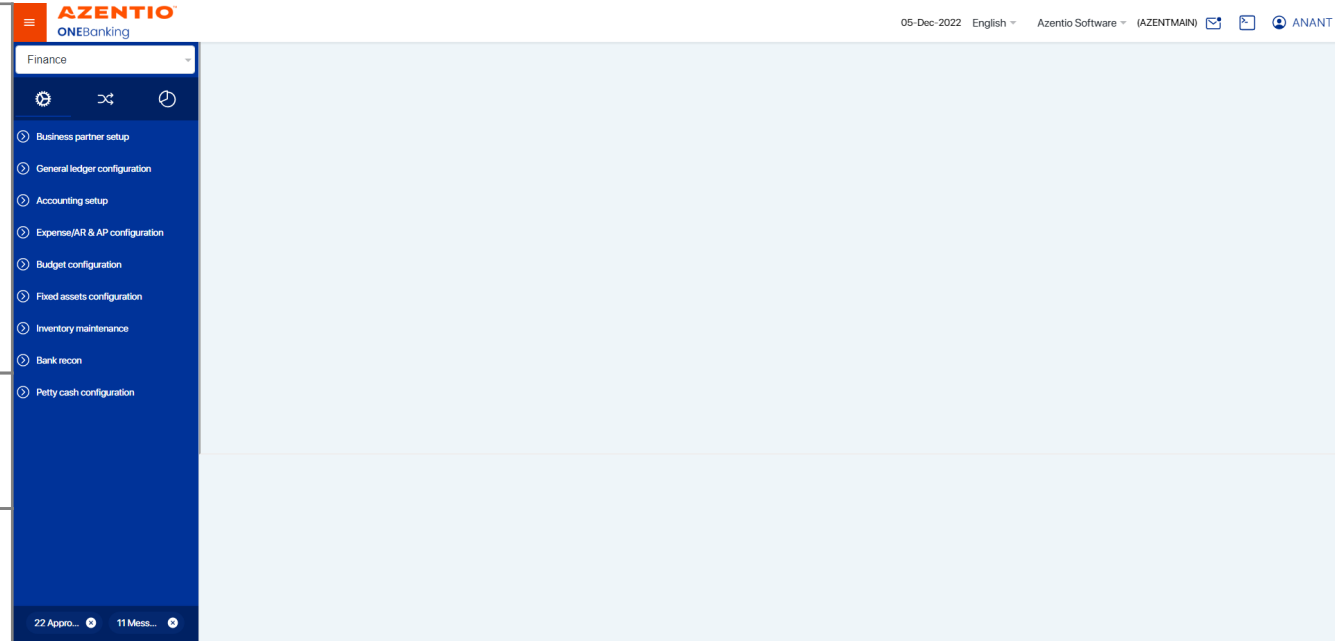 AZENTIO
ONEBanking
05-Dec-2022 English Azentio Software (AZENTMAIN) ANANT
Finance
Business partner setup
General ledger configuration
Accounting setup
Expense/AR & AP configuration
Budget configuration
Fixed assets configuration
Inventory maintenance
Bank recon
Petty cash configuration
22 Appro... 11 Mess...